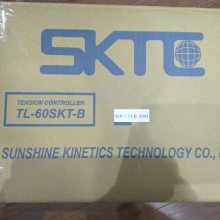 SKTC
TENSION CONTROLLER
TL-60SKT-B
SUNSHINE KINETICS TECHNOLOGY CO.,